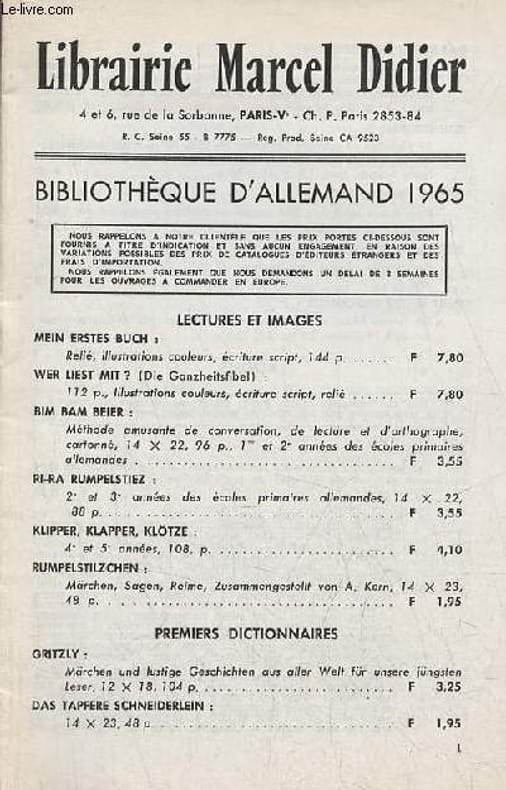 Le-livre.com
Librairie Marcel Didier
4 et 6, rue de la Sorbonne, PARIS-Vᵉ - Ch. P. Paris 2853-84
R. C. Seine 55 - B 7775 — Reg. Prod. Seine CA 9523
BIBLIOTHÈQUE D'ALLEMAND 1965
NOUS RAPPELONS A NOTRE CLIENTÈLE QUE LES PRIX PORTES CI-DESSOUS SONT
FOURNIS A TITRE D'INDICATION ET SANS AUCUN ENGAGEMENT, EN RAISON DES
VARIATIONS POSSIBLES DES PRIX DE CATALOGUES D'ÉDITEURS ÉTRANGERS ET DES
FRAIS D'IMPORTATION.
NOUS RAPPELONS ÉGALEMENT QUE NOUS DEMANDONS UN DELAI DE 3 SEMAINES
POUR LES OUVRAGES A COMMANDER EN EUROPE.
LECTURES ET IMAGES
MEIN ERSTES BUCH :
Relié, illustrations couleurs, écriture script, 144 p. ...... F 7,80
WER LIEST MIT ? (Die Ganzheitsfibel) :
112 p., illustrations couleurs, écriture script, relié ...... F 7,80
BIM BAM BEIER :
Méthode amusante de conversation, de lecture et d'orthographe,
cartonné, 14 × 22, 96 p., 1ʳᵉ et 2ᵉ années des écoles primaires
allemandes ............................ F 3,55
RI-RA RUMPELSTIEZ :
2ᵉ et 3ᵉ années des écoles primaires allemandes, 14 × 22,
88 p. ............................ F 3,55
KLIPPER, KLAPPER, KLÖTZE :
4ᵉ et 5ᵉ années, 108, p. ............................ F 4,10
RUMPELSTILZCHEN :
Märchen, Sagen, Reime, Zusammengestellt von A. Kern, 14 × 23,
48 p. ............................ F 1,95
PREMIERS DICTIONNAIRES
GRITZLY :
Märchen und lustige Geschichten aus aller Welt für unsere jüngsten
Leser, 12 × 18, 104 p. ............................ F 3,25
DAS TAPFERE SCHNEIDERLEIN :
14 × 23, 48 p. ............................ F 1,95
1